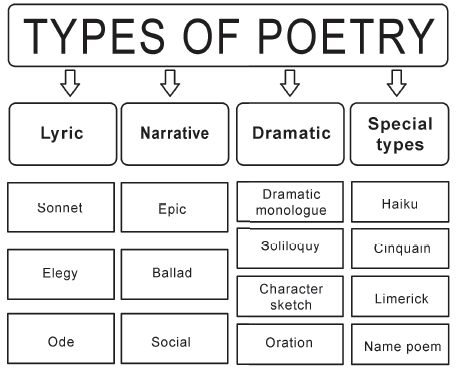 TYPES OF POETRY
Lyric
Narrative
Dramatic
Special
types
Sonnet
Elegy
Ode
Epic
Ballad
Social
Dramatic
monologue
Soliloquy
Character
sketch
Oration
Haiku
Cinquain
Limerick
Name poem